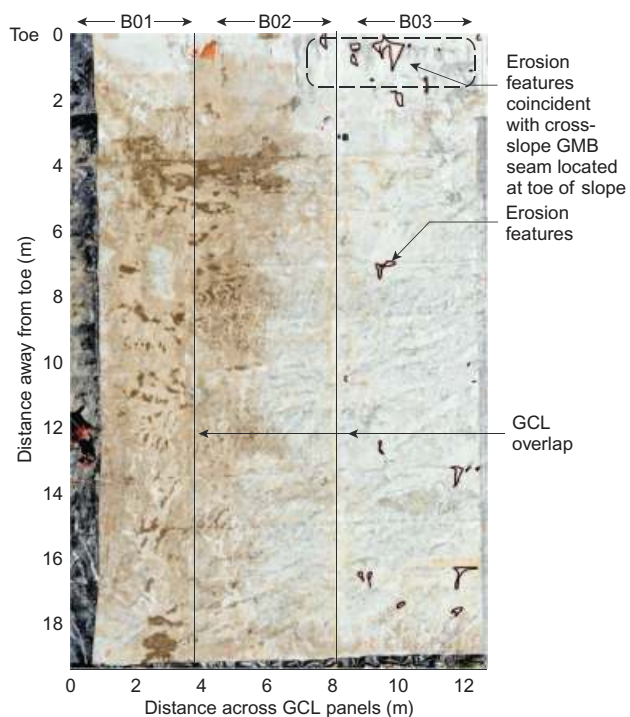 B01 B02 B03
Toe 0
2
4
6
8
10
12
14
16
18
Distance away from toe (m)
0 2 4 6 8 10 12
Distance across GCL panels (m)
Erosion
features
coincident
with cross-
slope GMB
seam located
at toe of slope
Erosion
features
GCL
overlap